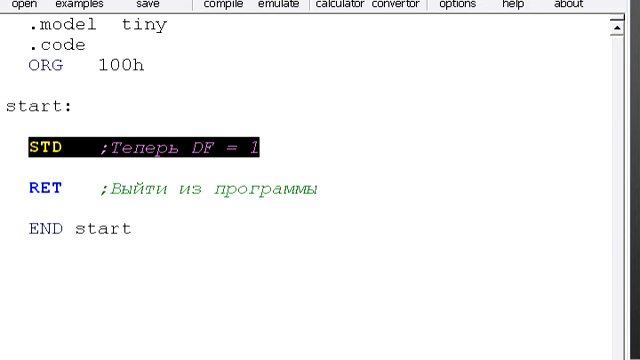 open examples save compile emulate calculator convertor options help about
.model tiny
.code
ORG 100h
start:
STD ;Теперь DF = 1
RET ;Выйти из программы
END start